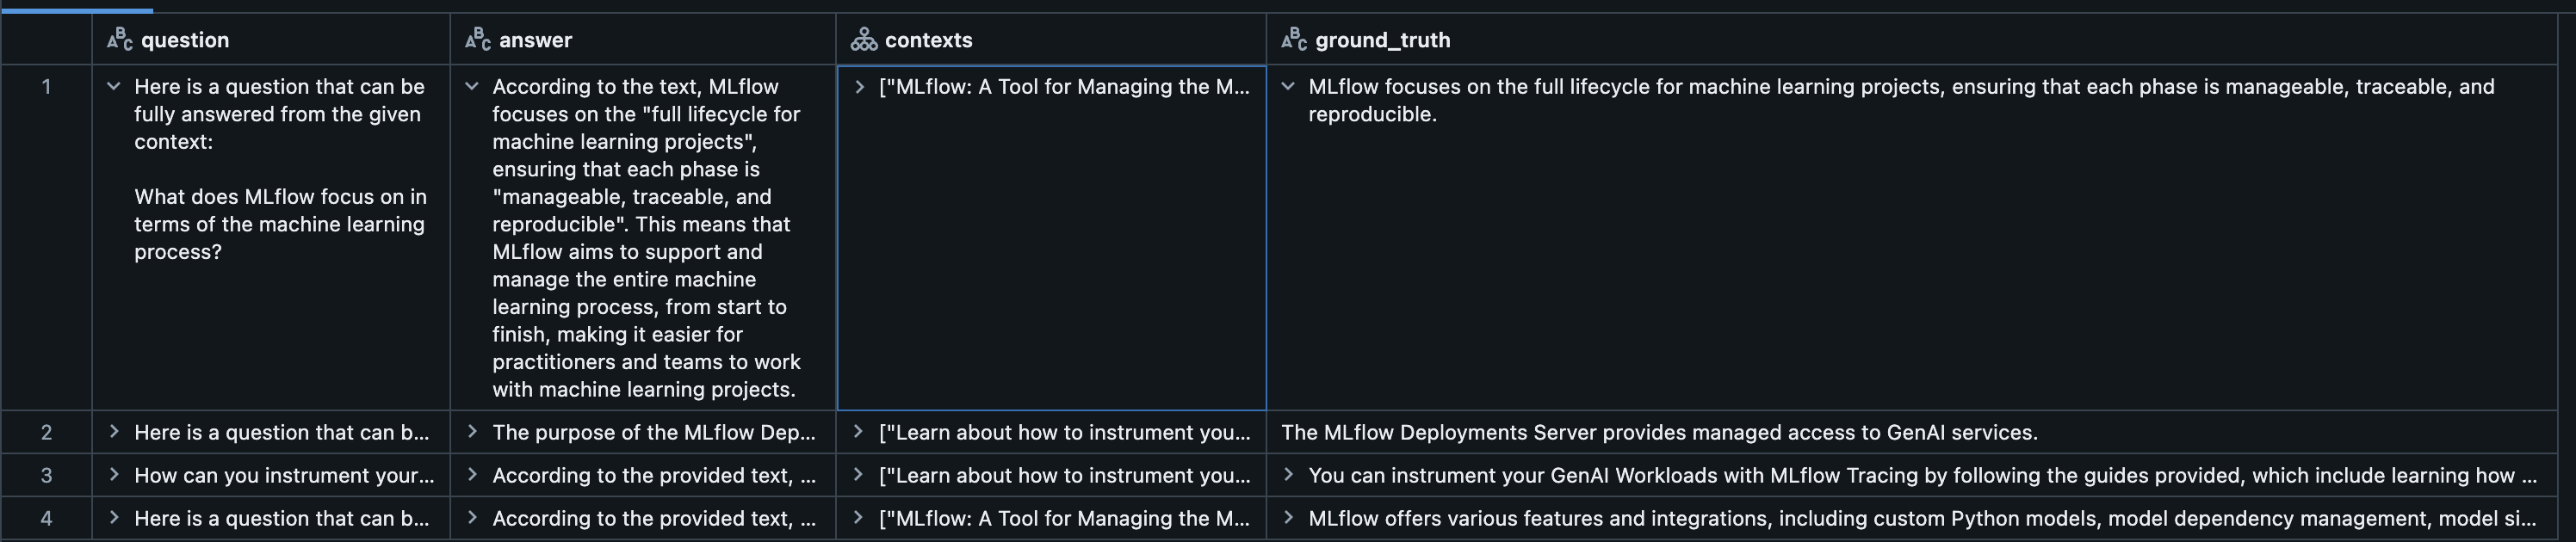 question
answer
contexts
ground_truth
1
Here is a question that can be
fully answered from the given
context:
What does MLflow focus on in
terms of the machine learning
process?
According to the text, MLflow
focuses on the "full lifecycle for
machine learning projects",
ensuring that each phase is
"manageable, traceable, and
reproducible". This means that
MLflow aims to support and
manage the entire machine
learning process, from start to
finish, making it easier for
practitioners and teams to work
with machine learning projects.
["MLflow: A Tool for Managing the M...
MLflow focuses on the full lifecycle for machine learning projects, ensuring that each phase is manageable, traceable, and
reproducible.
2
Here is a question that can b...
The purpose of the MLflow Dep...
["Learn about how to instrument you...
The MLflow Deployments Server provides managed access to GenAI services.
3
How can you instrument your...
According to the provided text, ...
["Learn about how to instrument you...
You can instrument your GenAI Workloads with MLflow Tracing by following the guides provided, which include learning how ...
4
Here is a question that can b...
According to the provided text, ...
["MLflow: A Tool for Managing the M...
MLflow offers various features and integrations, including custom Python models, model dependency management, model si...